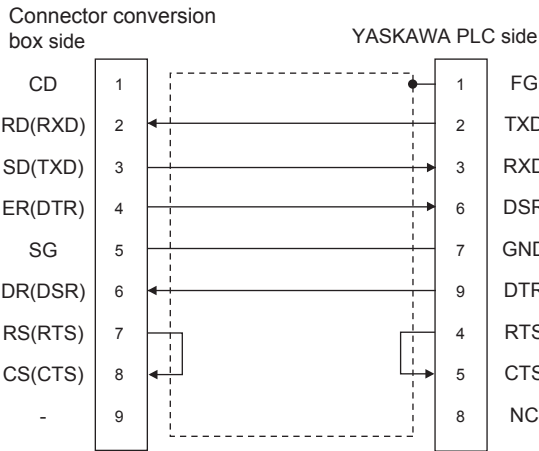 Connector conversion
box side
YASKAWA PLC side
CD 1 1 FG
RD(RXD) 2 2 TXD
SD(TXD) 3 3 RXD
ER(DTR) 4 6 DSR
SG 5 7 GND
DR(DSR) 6 9 DTR
RS(RTS) 7 4 RTS
CS(CTS) 8 5 CTS
- 9 8 NC